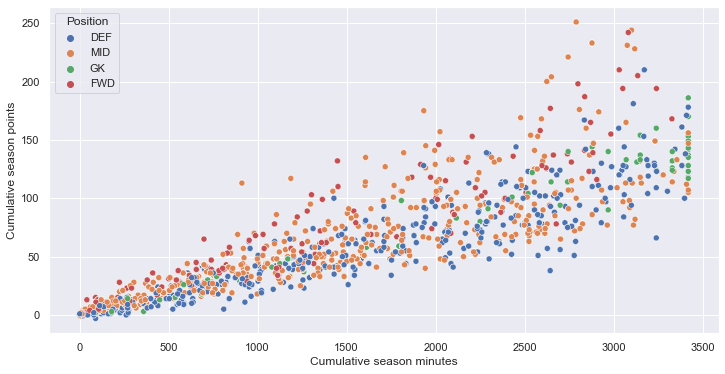 Position
DEF
MID
GK
FWD
Cumulative season points
250
200
150
100
50
0
0 500 1000 1500 2000 2500 3000 3500
Cumulative season minutes